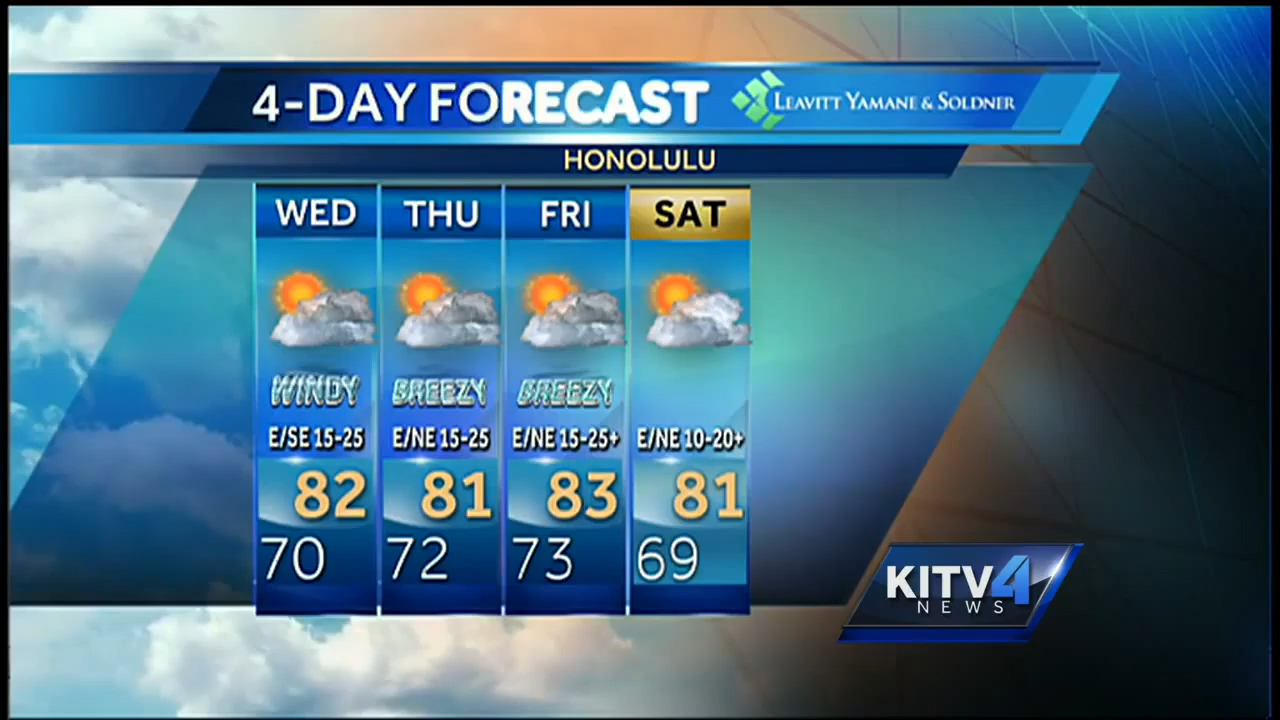 4-DAY FORECAST
LEAVITT YAMANE & SOLDNER
HONOLULU
WED THU FRI SAT
WINDY BREEZY BREEZY
E/SE 15-25 E/NE 15-25 E/NE 15-25+ E/NE 10-20+
82 81 83 81
70 72 73 69
KITV4
NEWS